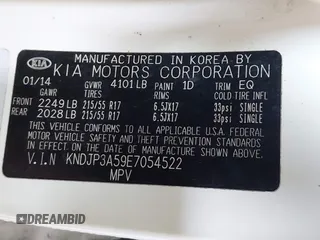 MANUFACTURED IN KOREA BY
KIA KIA MOTORS CORPORATION
GVWR PAINT TRIM
01/14 4101LB 1D EQ
GAWR TIRES RIMS
FRONT 2249LB 215/55 R17 6.5JX17 33psi SINGLE
REAR 2028LB 215/55 R17 6.5JX17 33psi SINGLE
THIS VEHICLE CONFORMS TO ALL APPLICABLE U.S.A. FEDERAL
MOTOR VEHICLE SAFETY, BUMPER, AND THEFT PREVENTION
STANDARDS IN EFFECT ON THE DATE OF MANUFACTURE SHOWN
ABOVE.
V.I.N KNDJP3A59E7054522
MPV
© DREAMBID